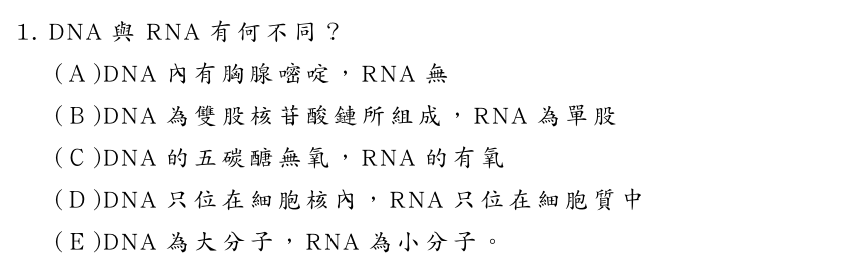 1. DNA 與 RNA 有何不同？
(A)DNA 內有胸腺嘧啶，RNA 無
(B)DNA 為雙股核苷酸鏈所組成，RNA 為單股
(C)DNA 的五碳醣無氧，RNA 的有氧
(D)DNA 只位在細胞核內，RNA 只位在細胞質中
(E)DNA 為大分子，RNA 為小分子。